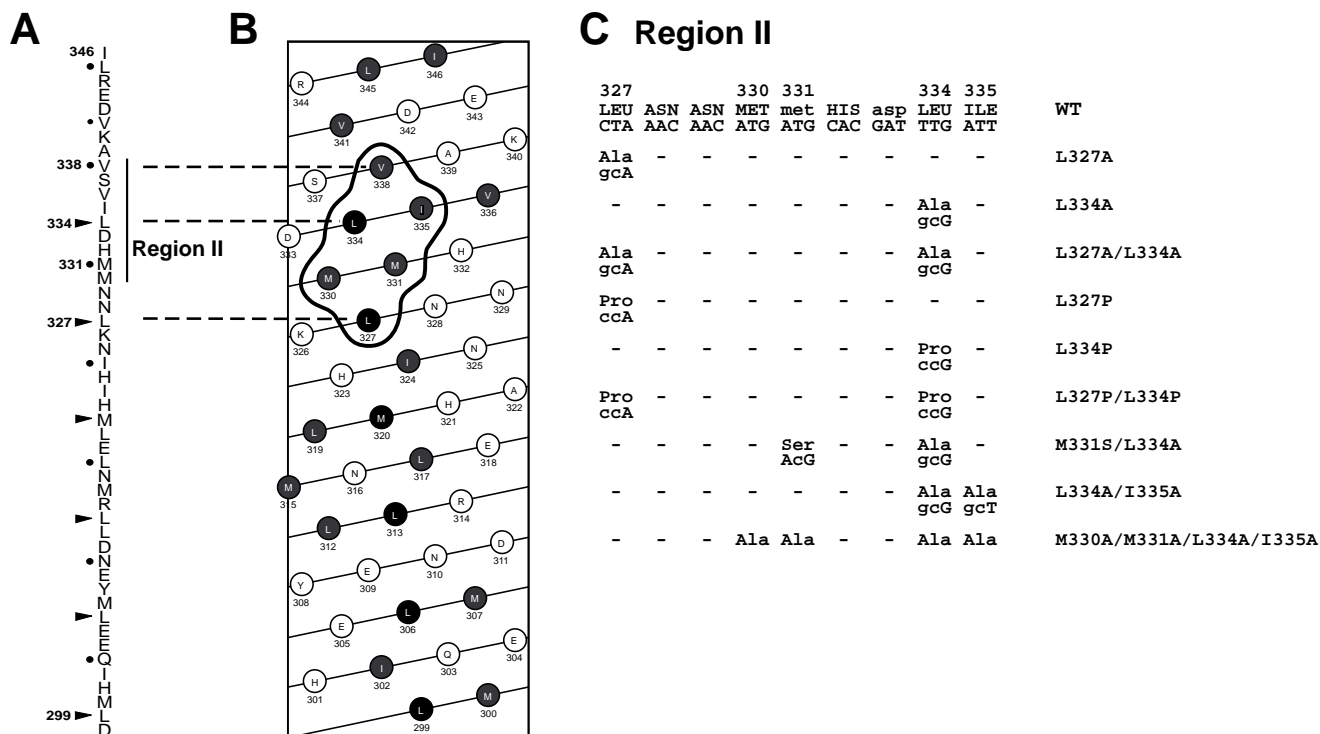 A
B
C Region II
346 I
L
R
E
D
V
K
A
338 V
S
V
I
334 L
D
H
331 M
M
N
N
327 L
K
N
I
H
I
H
M
L
E
L
N
M
R
L
L
D
N
E
Y
M
L
E
E
Q
I
H
M
299 L
D
Region II
R L I
344 345 346
V D E
341 342 343
S V A K
337 338 339 340
D L I V
333 334 335 336
M M H
330 331 332
K L N N
326 327 328 329
H I N
323 324 325
L M H A
319 320 321 322
M N L E
315 316 317 318
L L R
312 313 314
Y E N D
308 309 310 311
E L M
305 306 307
H I Q E
301 302 303 304
L M
299 300
327 330 331 334 335
LEU ASN ASN MET met HIS asp LEU ILE WT
CTA AAC AAC ATG ATG CAC GAT TTG ATT
Ala - - - - - - - - L327A
gcA
- - - - - - - Ala - L334A
gcG
Ala - - - - - - Ala - L327A/L334A
gcA gcG
Pro - - - - - - - - L327P
ccA
- - - - - - - Pro - L334P
ccG
Pro - - - - - - Pro - L327P/L334P
ccA ccG
- - - - Ser - - Ala - M331S/L334A
AcG gcG
- - - - - - - Ala Ala L334A/I335A
gcG gcT
- - - Ala Ala - - Ala Ala M330A/M331A/L334A/I335A